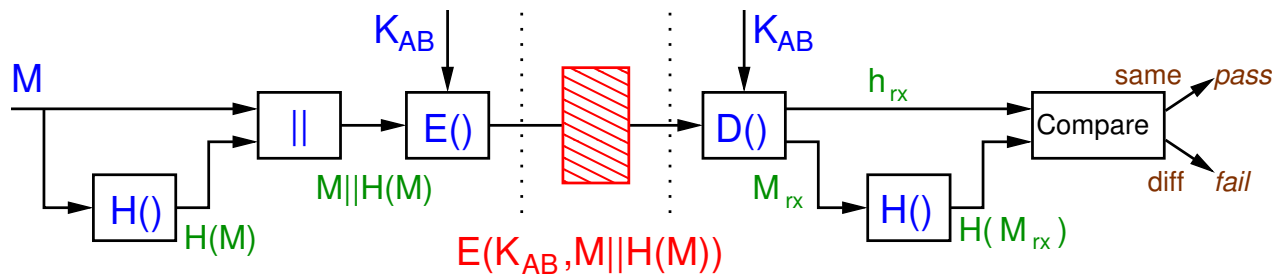 K_AB
K_AB
M
h_rx
same
pass
||
E()
D()
Compare
M||H(M)
M_rx
diff
fail
H()
H(M)
H()
H(M_rx)
E(K_AB,M||H(M))